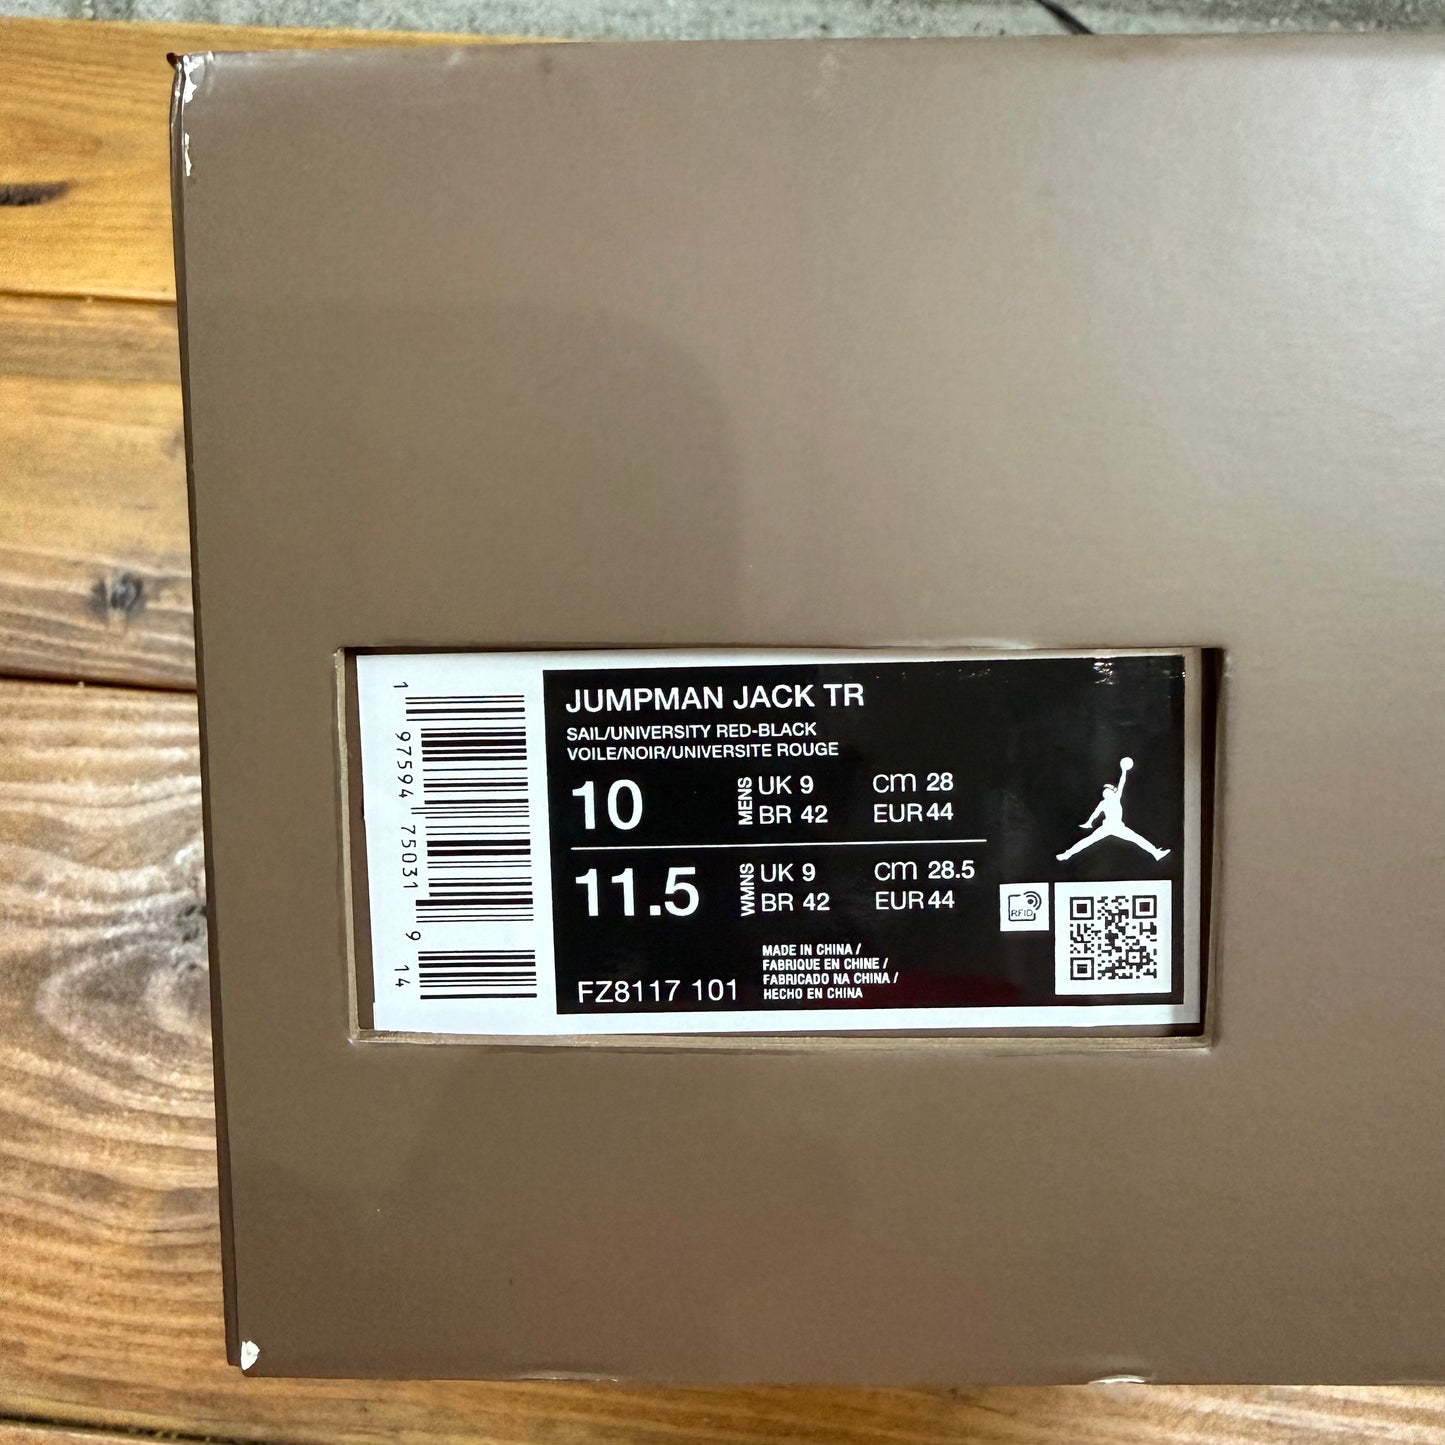 JUMPMAN JACK TR
SAIL/UNIVERSITY RED-BLACK
VOILE/NOIR/UNIVERSITE ROUGE
10
MENS
UK 9
cm 28
BR 42
EUR 44
11.5
WMNS
UK 9
cm 28.5
BR 42
EUR 44
RFID
MADE IN CHINA /
FABRIQUE EN CHINE /
FABRICADO NA CHINA /
HECHO EN CHINA
FZ8117 101
1 97594 75031 9 14